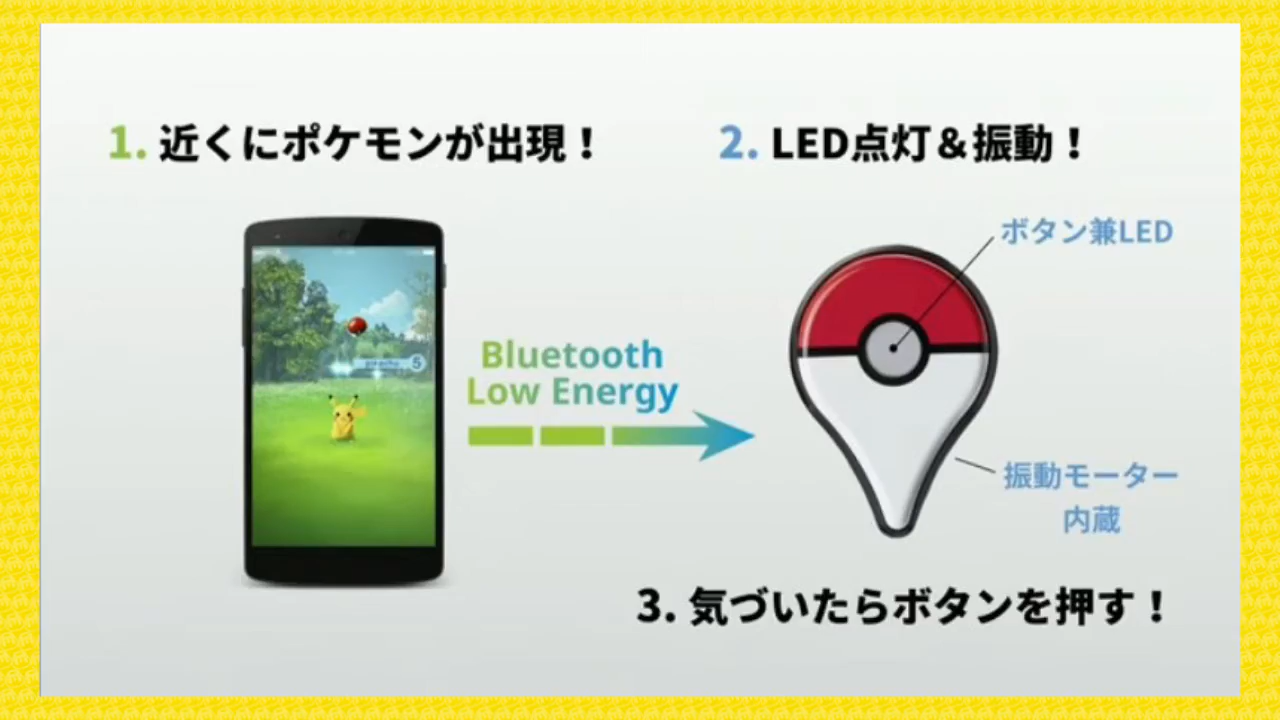 1. 近くにポケモンが出現！
2. LED点灯＆振動！
ボタン兼LED
5
Bluetooth
Low Energy
振動モーター
内蔵
3. 気づいたらボタンを押す！